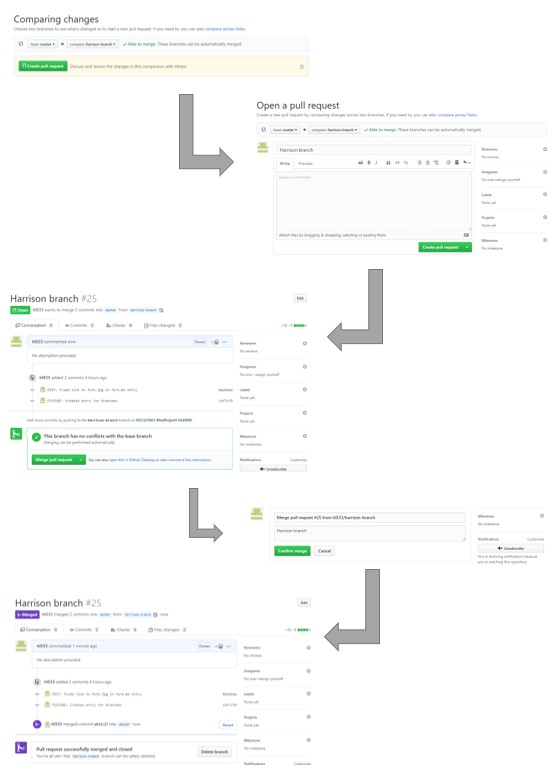 Comparing changes
Choose two branches to see what's changed or to start a new pull request. If you need to, you can also compare across forks.
base: master compare: harrison-branch ✓ Able to merge. These branches can be automatically merged.
Create pull request Discuss and review the changes in this comparison with others.
Open a pull request
Create a new pull request by comparing changes across two branches. If you need to, you can also compare across forks.
base: master compare: harrison-branch ✓ Able to merge. These branches can be automatically merged.
Harrison branch
Write Preview
Leave a comment
Attach files by dragging & dropping, selecting or pasting them.
Create pull request
Reviewers
No reviews
Assignees
No one—assign yourself
Labels
None yet
Projects
None yet
Milestone
No milestone
Harrison branch #25
Edit
Open wants to merge 2 commits into master from harrison-branch
Conversation 0 Commits 2 Checks 0 Files changed 2
commented now
Owner
No description provided.
added 2 commits 4 hours ago
FEATURE: Created entry for Branches
Add more commits by pushing to the harrison-branch branch on
This branch has no conflicts with the base branch
Merging can be performed automatically.
Merge pull request You can also open this in GitHub Desktop or view command line instructions.
Reviewers
No reviews
Assignees
No one—assign yourself
Labels
None yet
Projects
None yet
Milestone
No milestone
Notifications Customize
Unsubscribe
Merge pull request #25 from /harrison-branch
Harrison branch
Confirm merge Cancel
Milestone
No milestone
Notifications Customize
Unsubscribe
You're receiving notifications because
you're watching this repository.
Harrison branch #25
Edit
Merged merged 2 commits into master from harrison-branch now
Conversation 0 Commits 2 Checks 0 Files changed 2
commented 1 minute ago
Owner
No description provided.
added 2 commits 4 hours ago
FEATURE: Created entry for Branches
merged commit into master now
Revert
Pull request successfully merged and closed
You're all set—the harrison-branch branch can be safely deleted.
Delete branch
Reviewers
No reviews
Assignees
No one—assign yourself
Labels
None yet
Projects
None yet
Milestone
No milestone
Notifications Customize